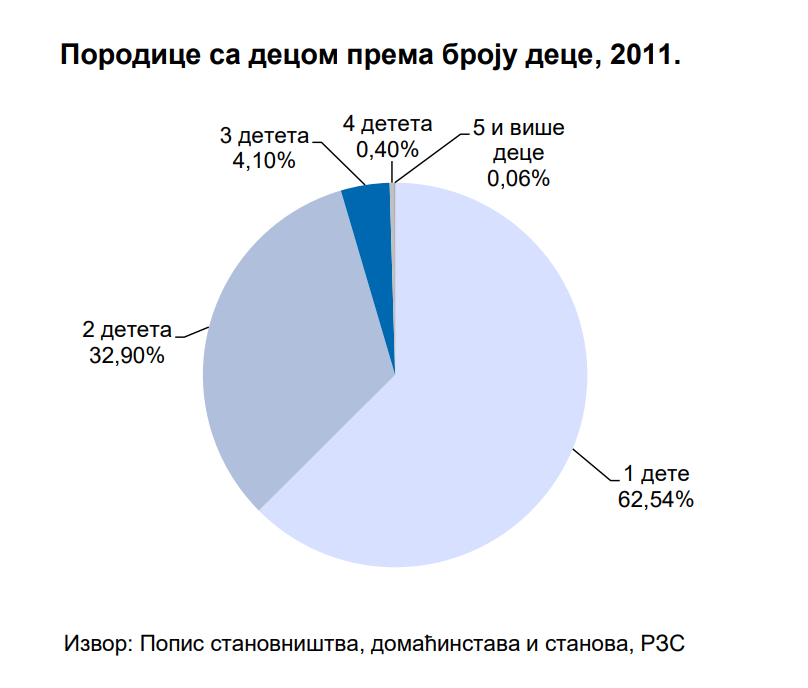 Породице са децом према броју деце, 2011.
3 детета
4,10%
4 детета
0,40%
5 и више
деце
0,06%
2 детета
32,90%
1 дете
62,54%
Извор: Попис становништва, домаћинстава и станова, РЗС